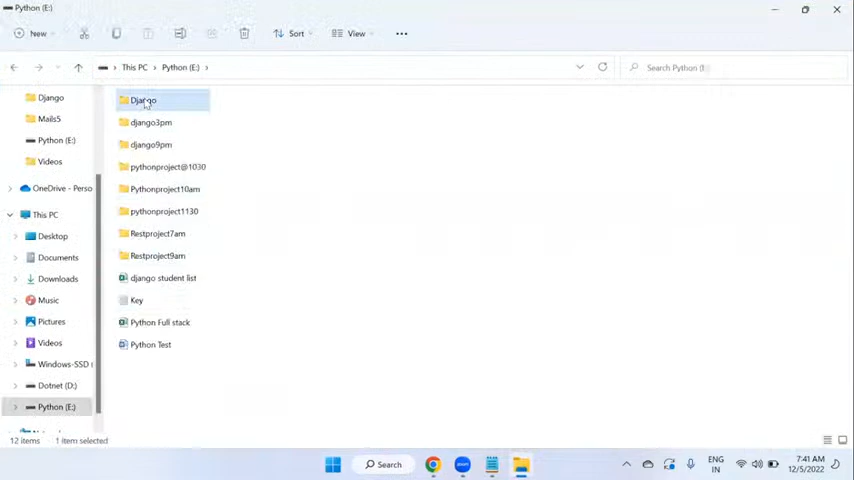 Python (E:)
New
Sort
View
This PC
Python (E:)
Search Python (E:)
Django
Mails5
Python (E:)
Videos
OneDrive - Perso
This PC
Desktop
Documents
Downloads
Music
Pictures
Videos
Windows-SSD
Dotnet (D:)
Python (E:)
Django
django3pm
django9pm
pythonproject@1030
Pythonproject10am
pythonproject1130
Restproject7am
Restproject9am
django student list
Key
Python Full stack
Python Test
12 items
1 item selected
Search
zoom
ENG
IN
7:41 AM
12/5/2022